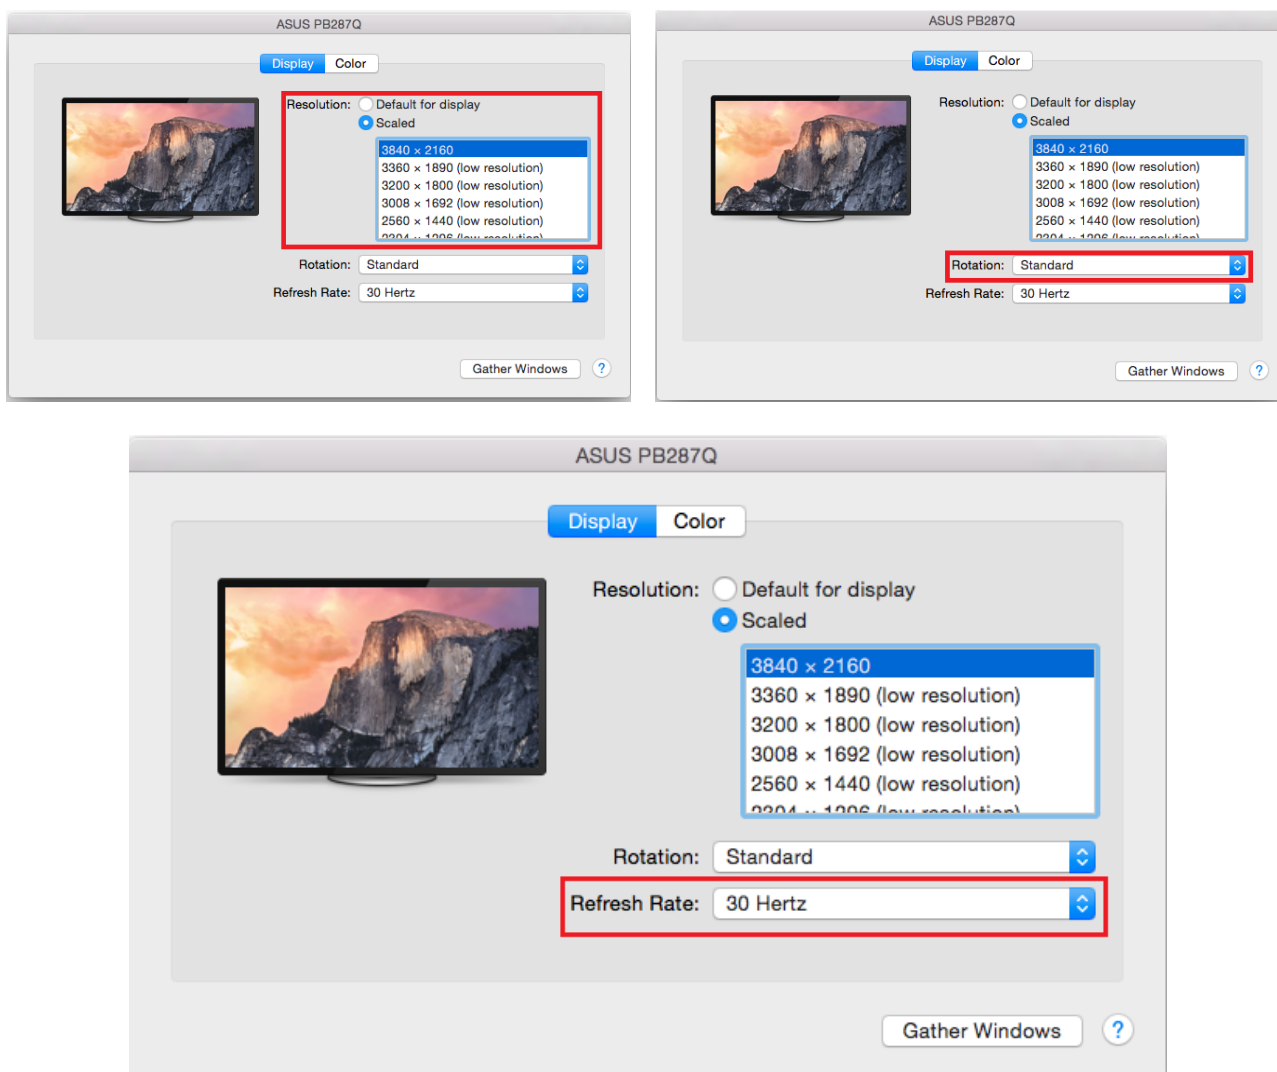 ASUS PB287Q
Display Color
Resolution: Default for display
Scaled
3840 × 2160
3360 × 1890 (low resolution)
3200 × 1800 (low resolution)
3008 × 1692 (low resolution)
2560 × 1440 (low resolution)
Rotation: Standard
Refresh Rate: 30 Hertz
Gather Windows ?
ASUS PB287Q
Display Color
Resolution: Default for display
Scaled
3840 × 2160
3360 × 1890 (low resolution)
3200 × 1800 (low resolution)
3008 × 1692 (low resolution)
2560 × 1440 (low resolution)
Rotation: Standard
Refresh Rate: 30 Hertz
Gather Windows ?
ASUS PB287Q
Display Color
Resolution: Default for display
Scaled
3840 × 2160
3360 × 1890 (low resolution)
3200 × 1800 (low resolution)
3008 × 1692 (low resolution)
2560 × 1440 (low resolution)
Rotation: Standard
Refresh Rate: 30 Hertz
Gather Windows ?